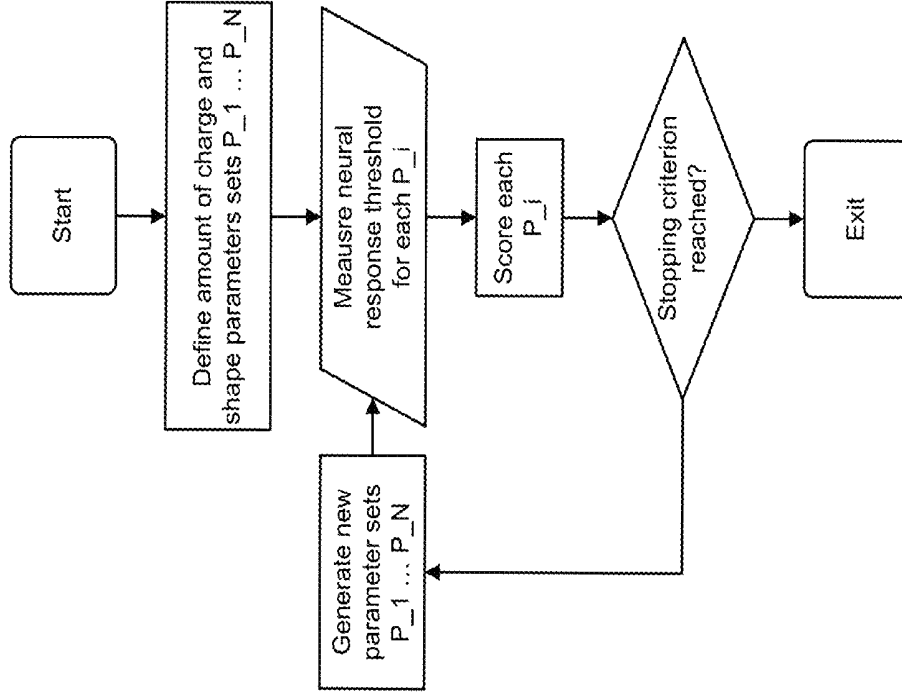 Start
Define amount of charge and
shape parameters sets P_1 ... P_N
Meausre neural
response threshold
for each P_i
Score each
P_i
Stopping criterion
reached?
Exit
Generate new
parameter sets
P_1 ... P_N